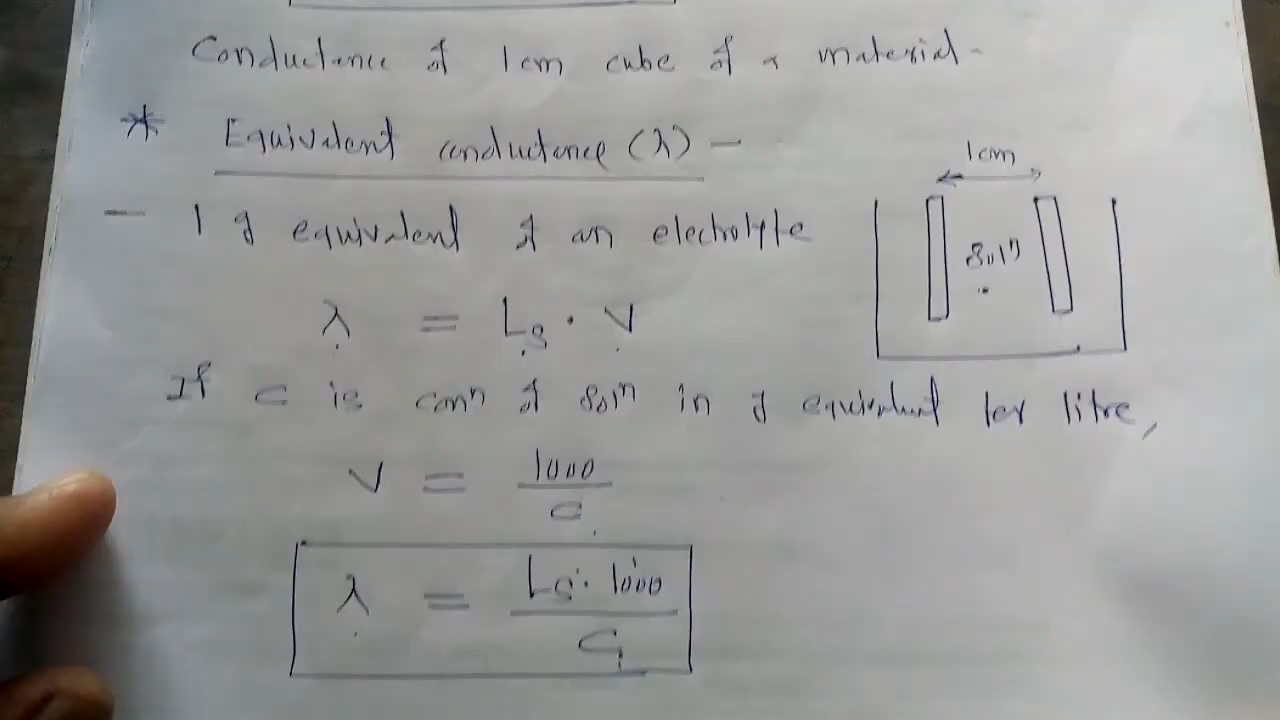 Conductance of 1cm cube of a material-
* Equivalent conductance (λ) -
1cm
- 1 g equivalent of an electrolyte
Solⁿ
λ = Ls · V
If C is conⁿ of solⁿ in g equivalent per litre,
V = 1000 / C
λ = Ls · 1000 / C